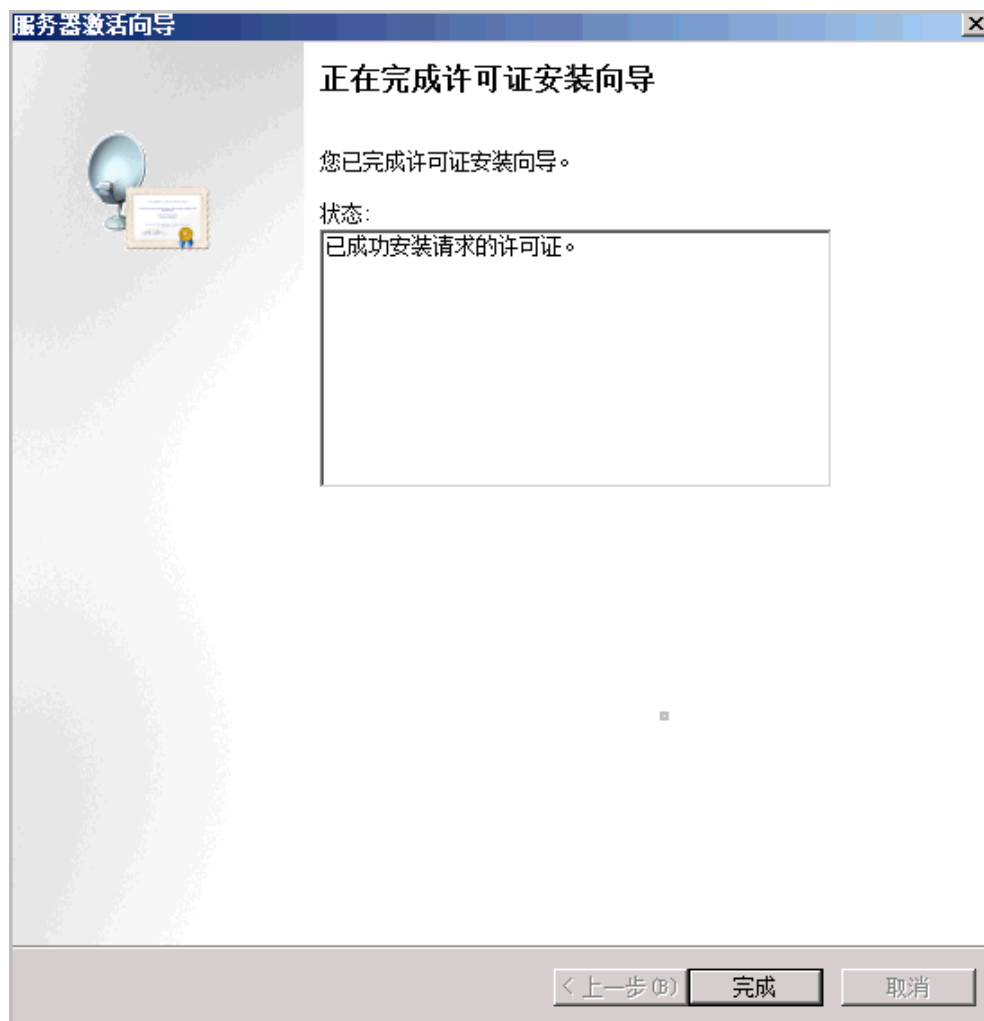 服务器激活向导
正在完成许可证安装向导
您已完成许可证安装向导。
状态:
已成功安装请求的许可证。
< 上一步(B)
完成
取消